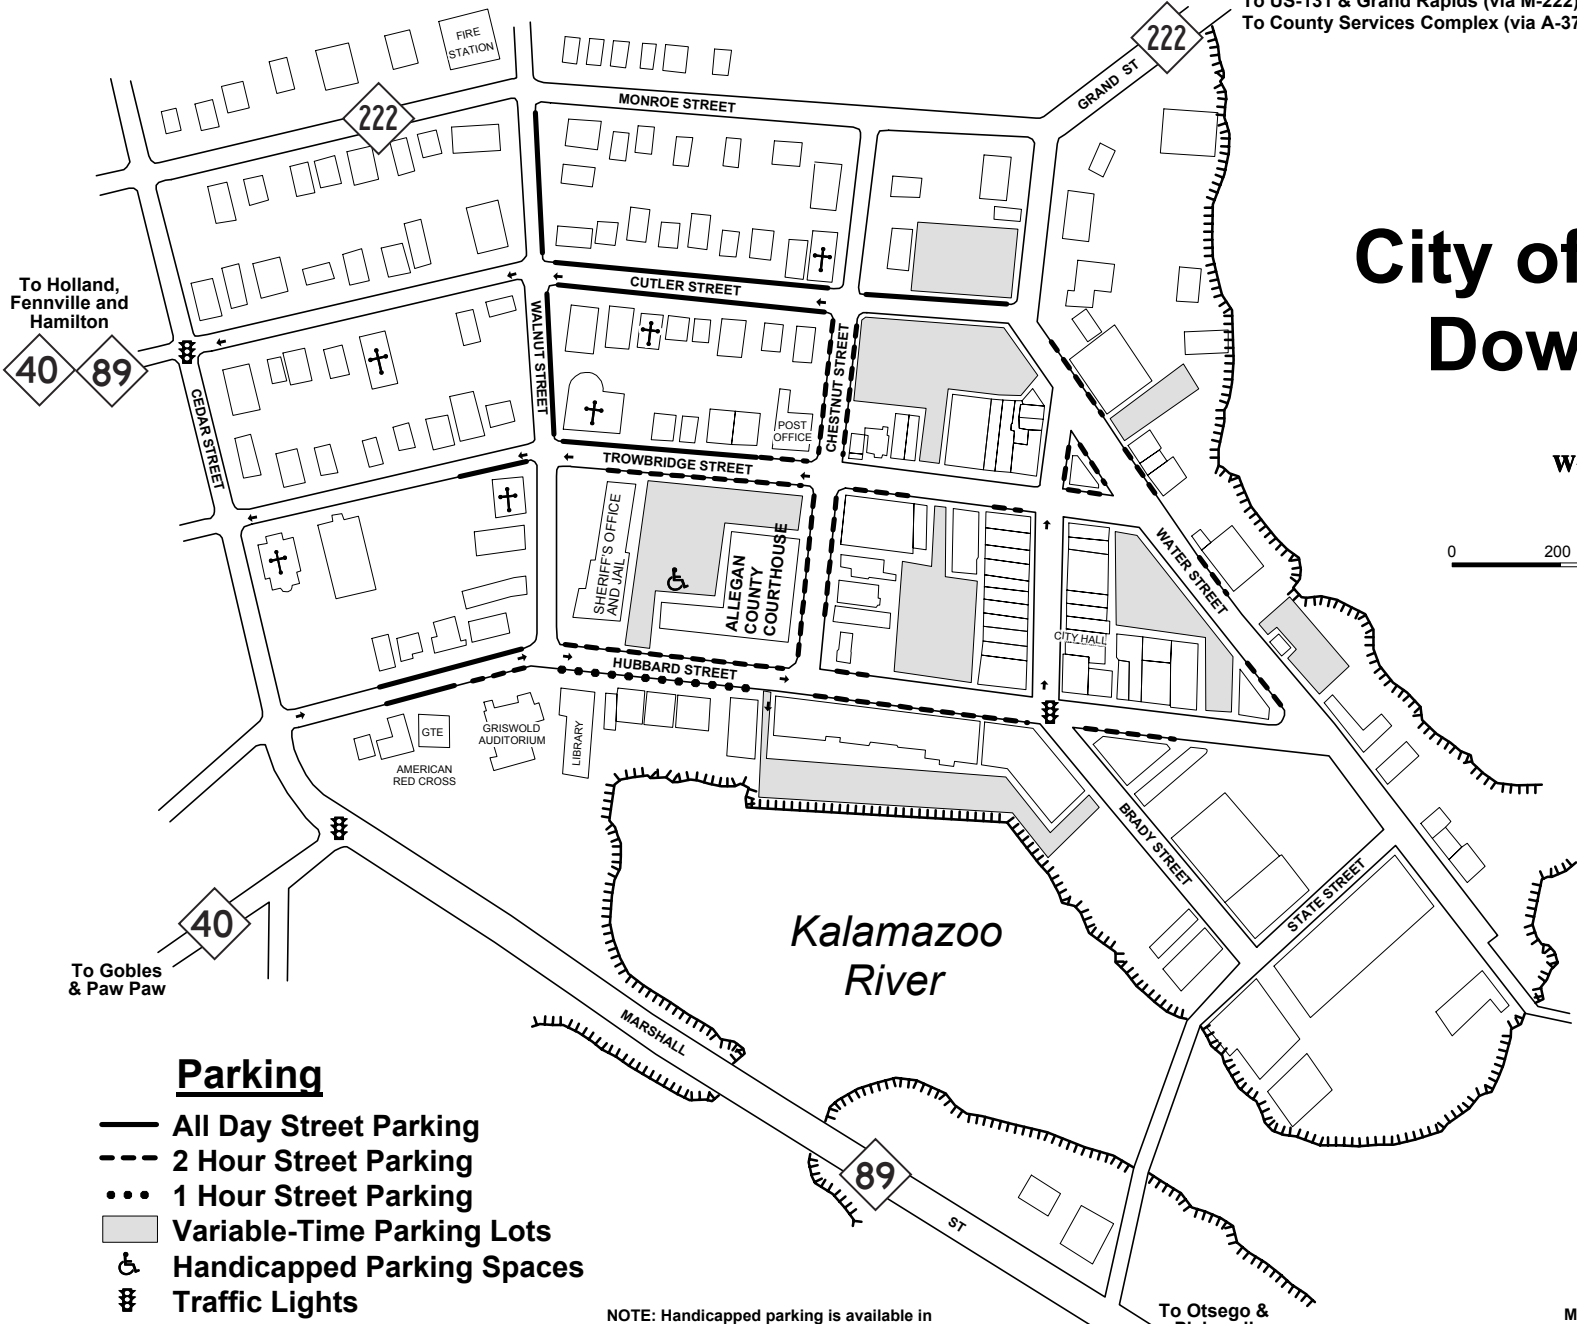 To US-131 & Grand Rapids (via M-222)
To County Services Complex (via A-37
222
GRAND ST
FIRE
STATION
MONROE STREET
222
City of
Dow
To Holland,
Fennville and
Hamilton
40
89
CUTLER STREET
WALNUT STREET
CHESTNUT STREET
CEDAR STREET
POST
OFFICE
TROWBRIDGE STREET
W
0
200
SHERIFF'S OFFICE
AND JAIL
ALLEGAN
COUNTY
COURTHOUSE
WATER STREET
CITY HALL
HUBBARD STREET
GTE
GRISWOLD
AUDITORIUM
LIBRARY
AMERICAN
RED CROSS
BRADY STREET
STATE STREET
40
To Gobles
& Paw Paw
Kalamazoo
River
MARSHALL
89
ST
Parking
All Day Street Parking
2 Hour Street Parking
1 Hour Street Parking
Variable-Time Parking Lots
Handicapped Parking Spaces
Traffic Lights
NOTE: Handicapped parking is available in
To Otsego &
M